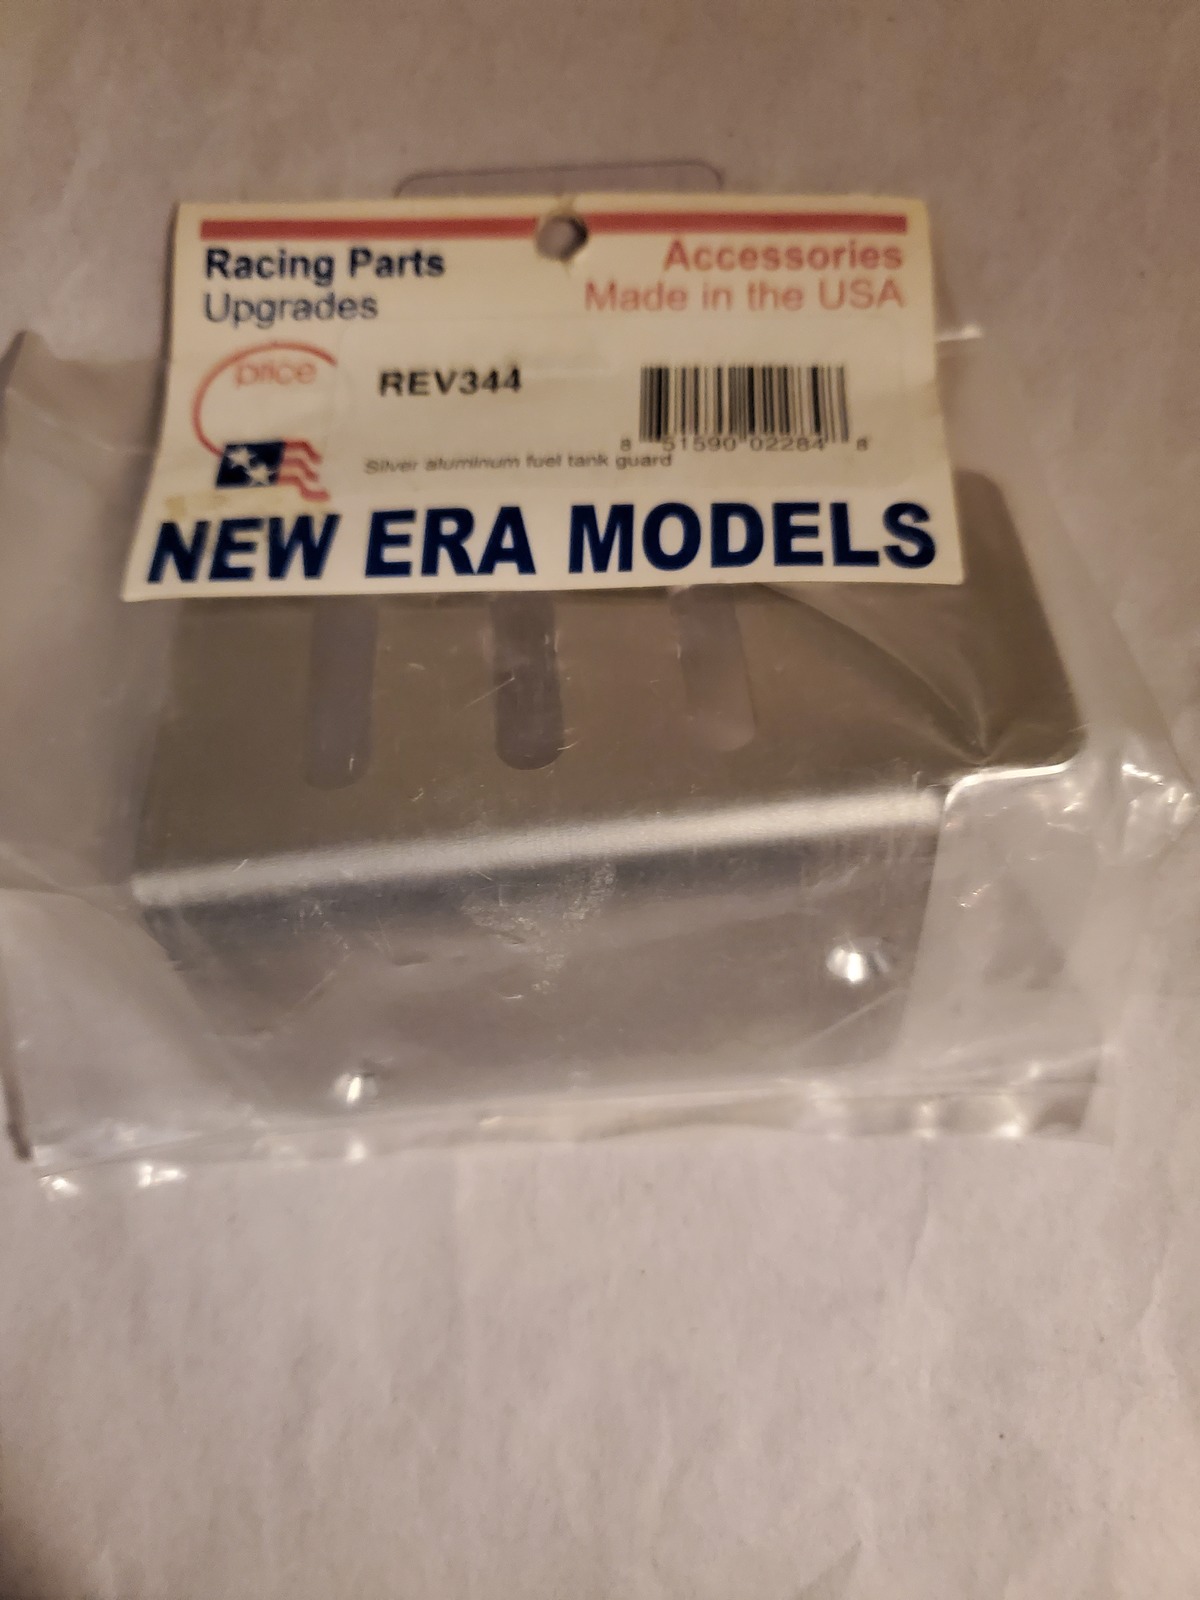 Racing Parts
Upgrades
Accessories
Made in the USA
price
REV344
8 51590 02284 8
Silver aluminum fuel tank guard
NEW ERA MODELS